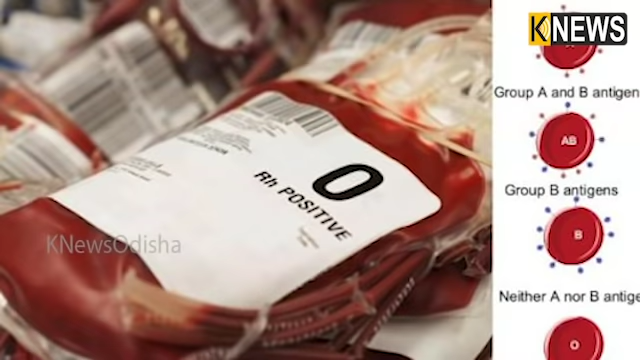 KNEWS
O
Rh POSITIVE
KNewsOdisha
Group A and B antigen
AB
Group B antigens
B
Neither A nor B antige
O